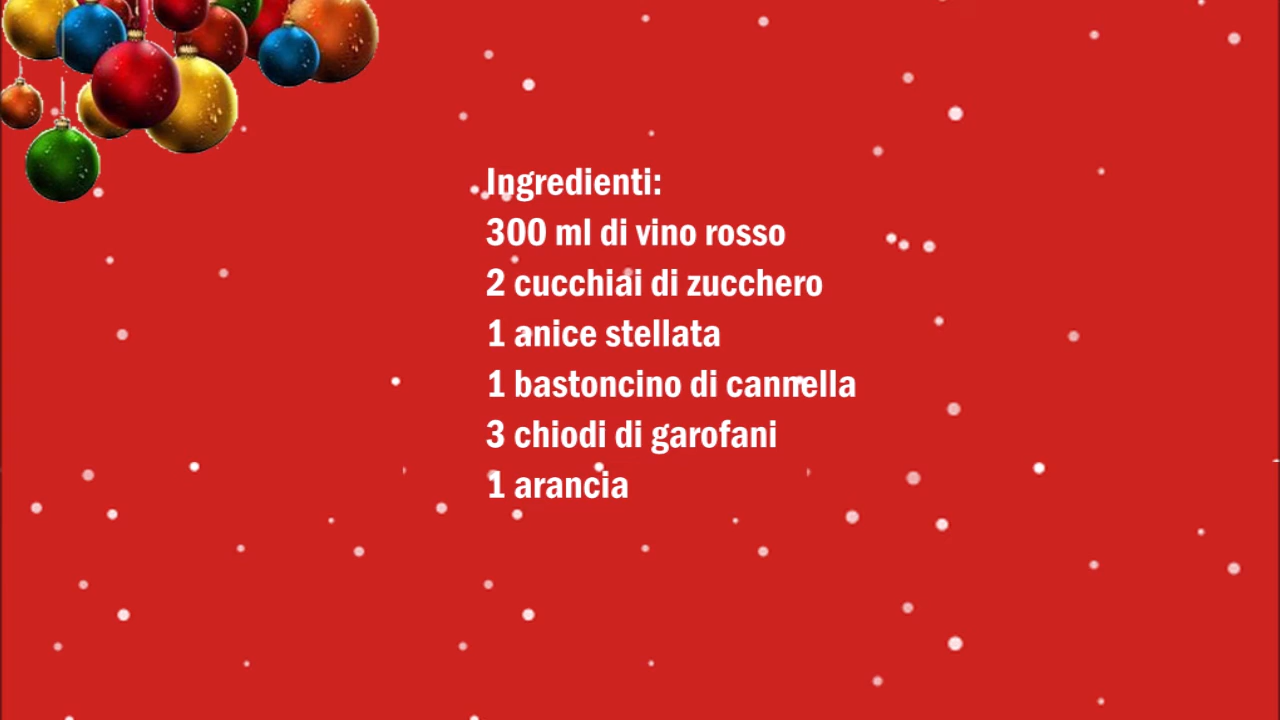 Ingredienti:
300 ml di vino rosso
2 cucchiai di zucchero
1 anice stellata
1 bastoncino di cannella
3 chiodi di garofani
1 arancia